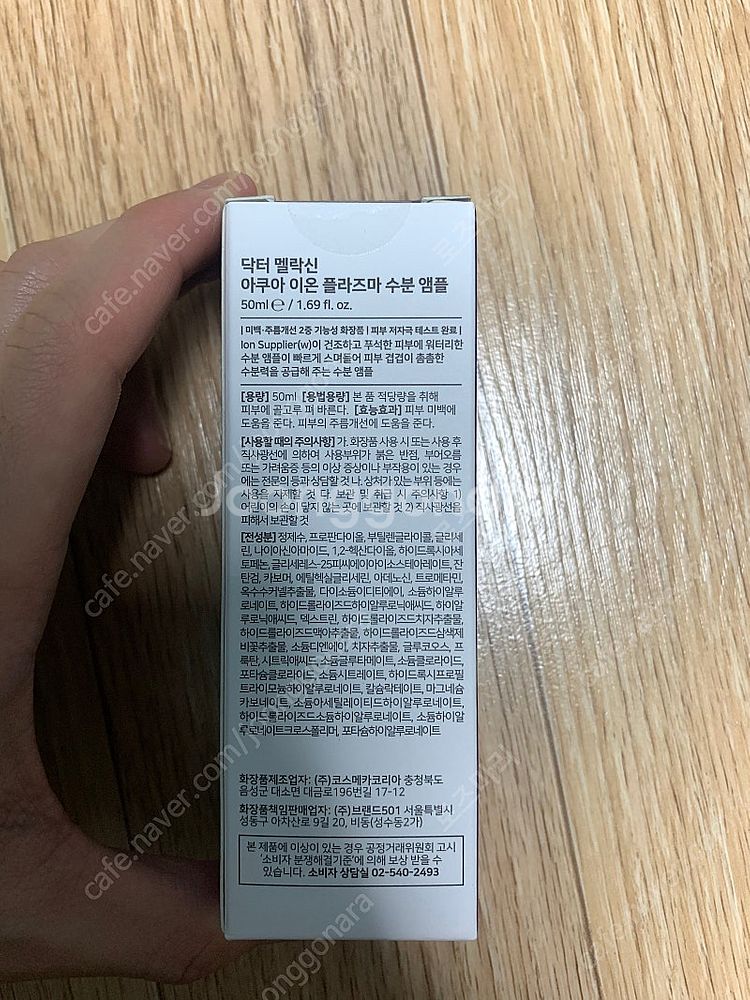 닥터 멜락신
아쿠아 이온 플라즈마 수분 앰플
50ml ℮ / 1.69 fl. oz.
| 미백·주름개선 2중 기능성 화장품 | 피부 저자극 테스트 완료 |
Ion Supplier(w)이 건조하고 푸석한 피부에 워터리한
수분 앰플이 빠르게 스며들어 피부 겹겹이 촘촘한
수분력을 공급해 주는 수분 앰플
[용량] 50ml [용법용량] 본 품 적당량을 취해
피부에 골고루 펴 바른다. [효능효과] 피부 미백에
도움을 준다. 피부의 주름개선에 도움을 준다.
[사용할 때의 주의사항] 가. 화장품 사용 시 또는 사용 후
직사광선에 의하여 사용부위가 붉은 반점, 부어오름
또는 가려움증 등의 이상 증상이나 부작용이 있는 경우
에는 전문의 등과 상담할 것 나. 상처가 있는 부위 등에는
사용을 자제할 것 다. 보관 및 취급 시 주의사항 1)
어린이의 손이 닿지 않는 곳에 보관할 것 2) 직사광선을
피해서 보관할 것
[전성분] 정제수, 프로판다이올, 부틸렌글라이콜, 글리세
린, 나이아신아마이드, 1,2-헥산다이올, 하이드록시아세
토페논, 글리세레스-25피씨에이아이소스테아레이트, 잔
탄검, 카보머, 에틸헥실글리세린, 아데노신, 트로메타민,
옥수수커넬추출물, 다이소듐이디티에이, 소듐하이알루
로네이트, 하이드롤라이즈드하이알루로닉애씨드, 하이알
루로닉애씨드, 덱스트린, 하이드롤라이즈드치자추출물,
하이드롤라이즈드맥아추출물, 하이드롤라이즈드삼색제
비꽃추출물, 소듐디엔에이, 치자추출물, 글루코오스, 프
룩탄, 시트릭애씨드, 소듐글루타메이트, 소듐클로라이드,
포타슘클로라이드, 소듐시트레이트, 하이드록시프로필
트라이모늄하이알루로네이트, 칼슘락테이트, 마그네슘
카보네이트, 소듐아세틸레이티드하이알루로네이트,
하이드롤라이즈드소듐하이알루로네이트, 소듐하이알
루로네이트크로스폴리머, 포타슘하이알루로네이트
화장품제조업자: (주)코스메카코리아 충청북도
음성군 대소면 대금로196번길 17-12
화장품책임판매업자: (주)브랜드501 서울특별시
성동구 아차산로 9길 20, 비동(성수동2가)
본 제품에 이상이 있는 경우 공정거래위원회 고시
'소비자 분쟁해결기준'에 의해 보상 받을 수
있습니다. 소비자 상담실 02-540-2493
cafe.naver.com/joonggonara